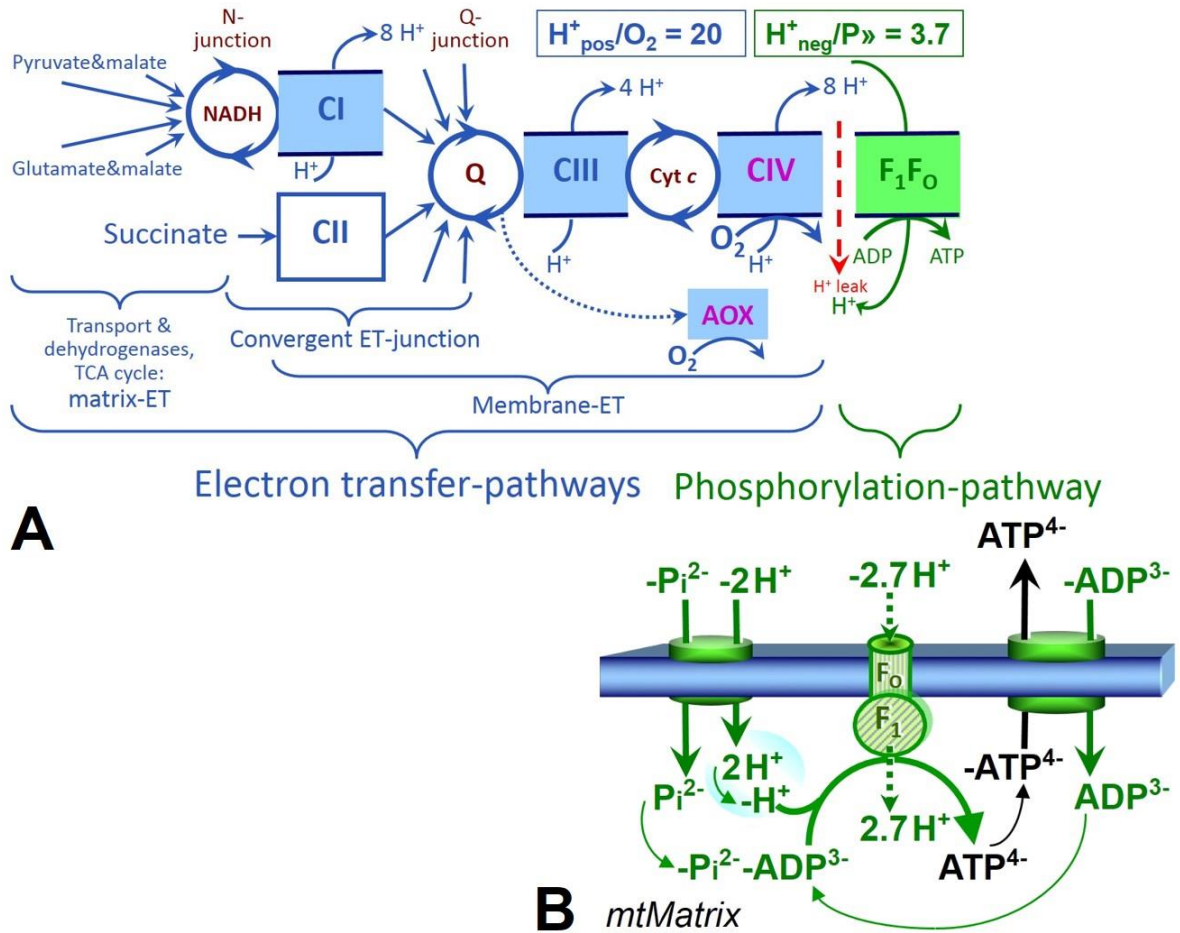 N-
junction
8 H⁺
Q-
junction
H⁺pos/O₂ = 20
H⁺neg/P» = 3.7
Pyruvate&malate
Glutamate&malate
NADH
CI
H⁺
Succinate
CII
Q
CIII
4 H⁺
H⁺
Cyt c
CIV
8 H⁺
O₂
H⁺
F₁FO
ADP
ATP
H⁺ leak
H⁺
AOX
O₂
Transport &
dehydrogenases,
TCA cycle:
matrix-ET
Convergent ET-junction
Membrane-ET
Electron transfer-pathways
Phosphorylation-pathway
A
ATP⁴⁻
-Pi²⁻
-2H⁺
-2.7H⁺
-ADP³⁻
Fo
F₁
2H⁺
-H⁺
Pi²⁻
2.7H⁺
-ATP⁴⁻
ADP³⁻
-Pi²⁻-ADP³⁻
ATP⁴⁻
B
mtMatrix